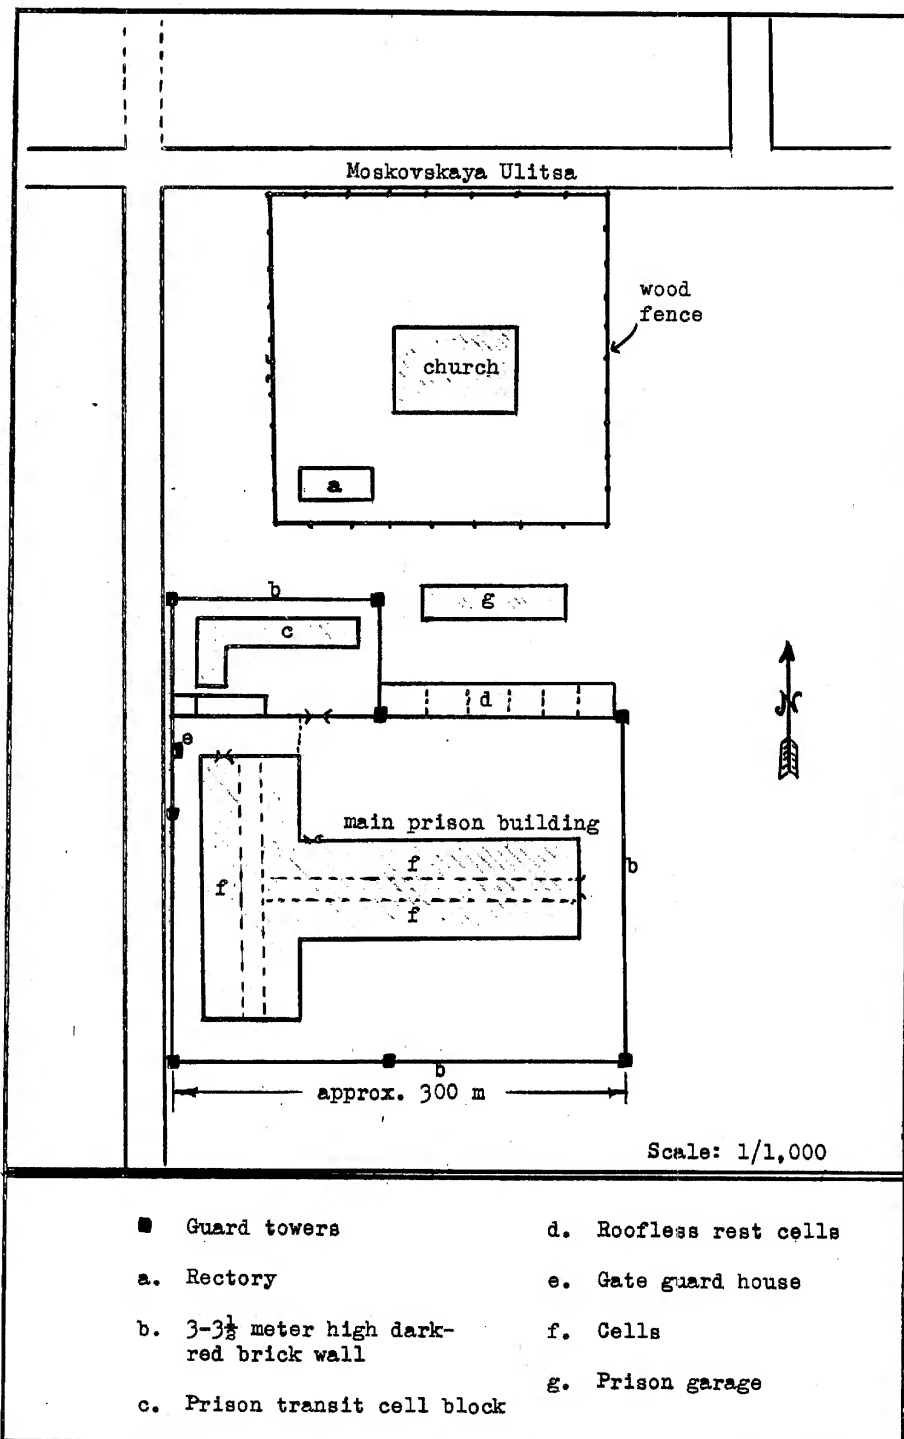 Moskovskaya Ulitsa
wood
fence
church
a
b
g
c
d
e
main prison building
f
b
f
f
b
approx. 300 m
N
Scale: 1/1,000
■ Guard towers
a. Rectory
b. 3-3½ meter high dark-
red brick wall
c. Prison transit cell block
d. Roofless rest cells
e. Gate guard house
f. Cells
g. Prison garage